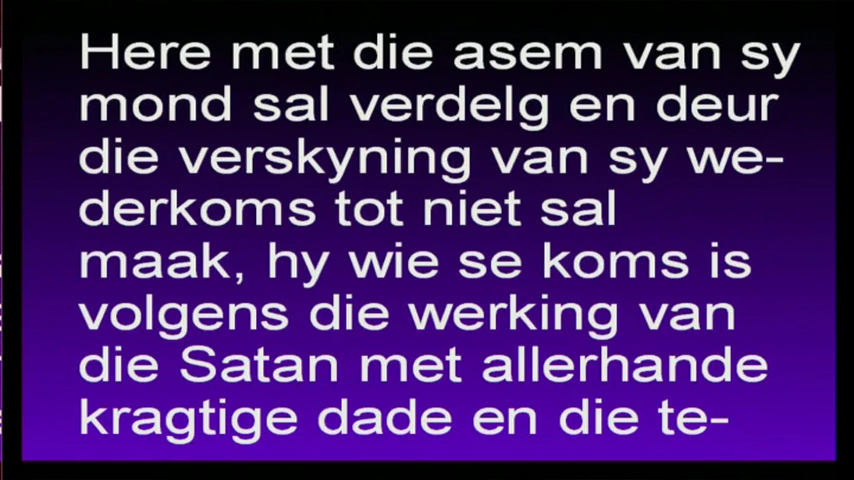 Here met die asem van sy
mond sal verdelg en deur
die verskyning van sy we-
derkoms tot niet sal
maak, hy wie se koms is
volgens die werking van
die Satan met allerhande
kragtige dade en die te-